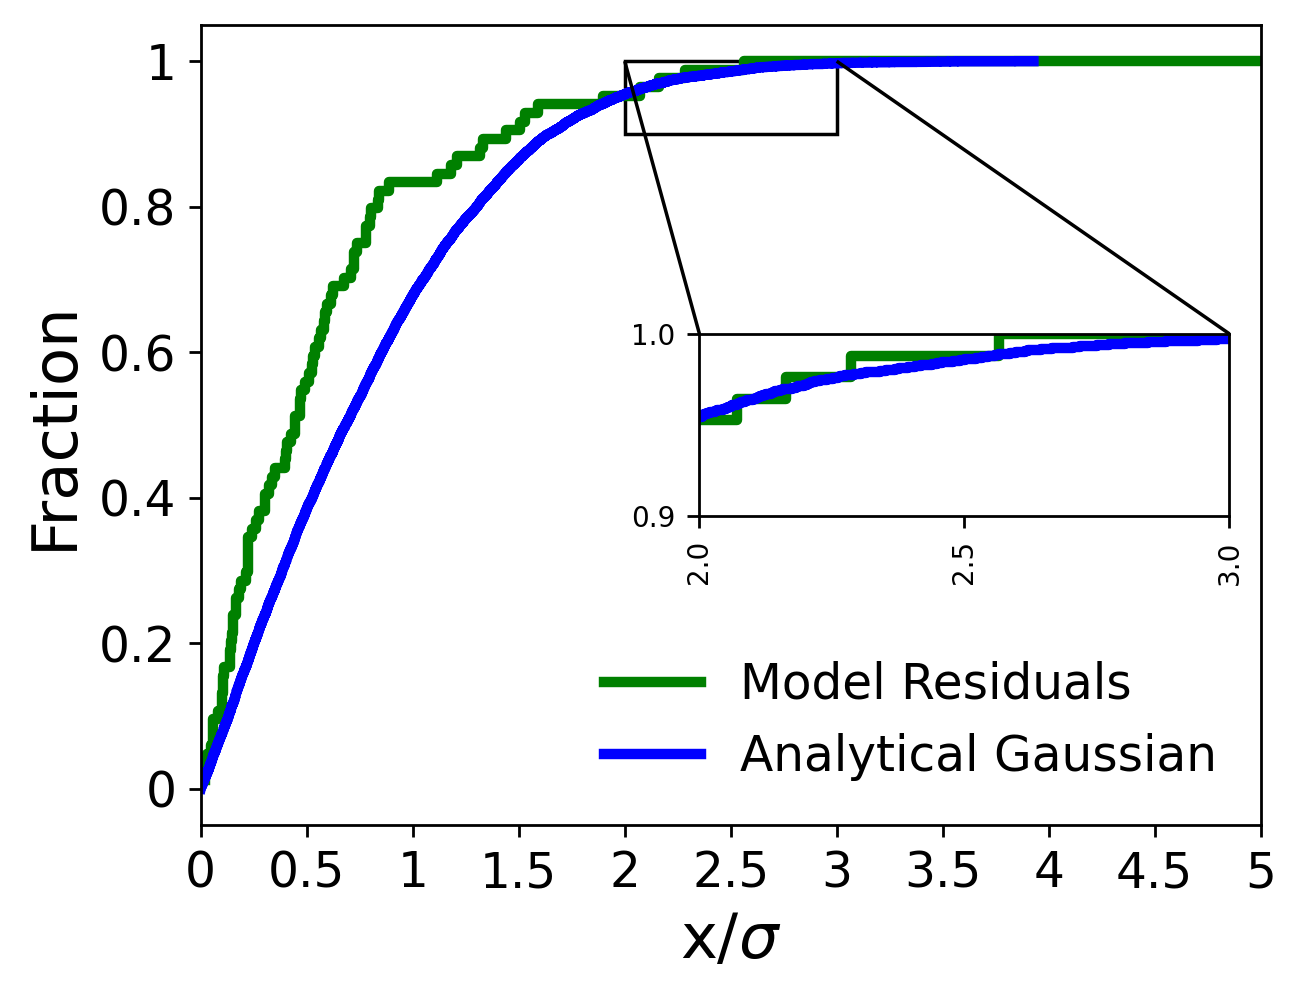 Fraction
1
0.8
0.6
0.4
0.2
0
1.0
0.9
2.0
2.5
3.0
Model Residuals
Analytical Gaussian
0 0.5 1 1.5 2 2.5 3 3.5 4 4.5 5
x/σ